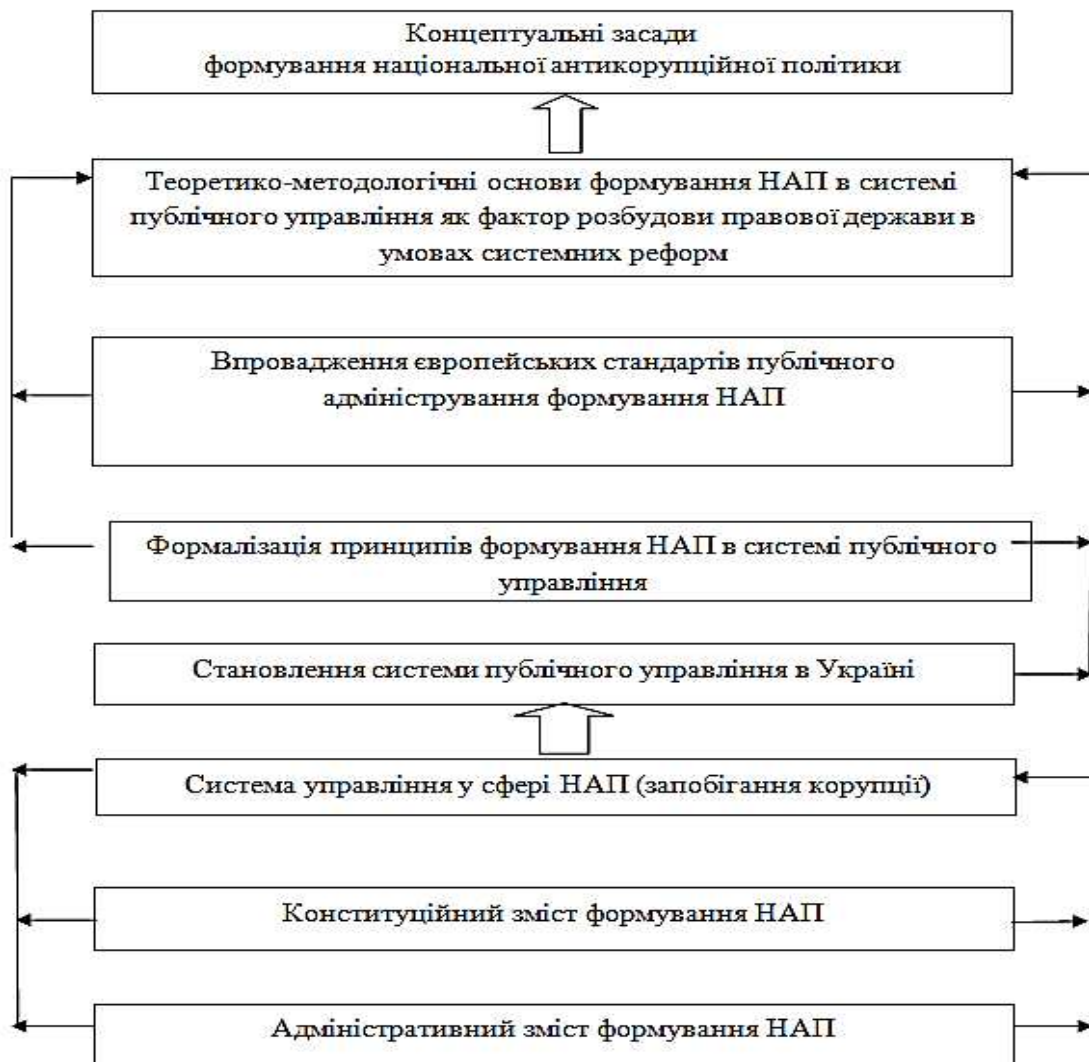 Концептуальні засади
формування національної антикорупційної політики
Теоретико-методологічні основи формування НАП в системі
публічного управління як фактор розбудови правової держави в
умовах системних реформ
Впровадження європейських стандартів публічного
адміністрування формування НАП
Формалізація принципів формування НАП в системі публічного
управління
Становлення системи публічного управління в Україні
Система управління у сфері НАП (запобігання корупції)
Конституційний зміст формування НАП
Адміністративний зміст формування НАП